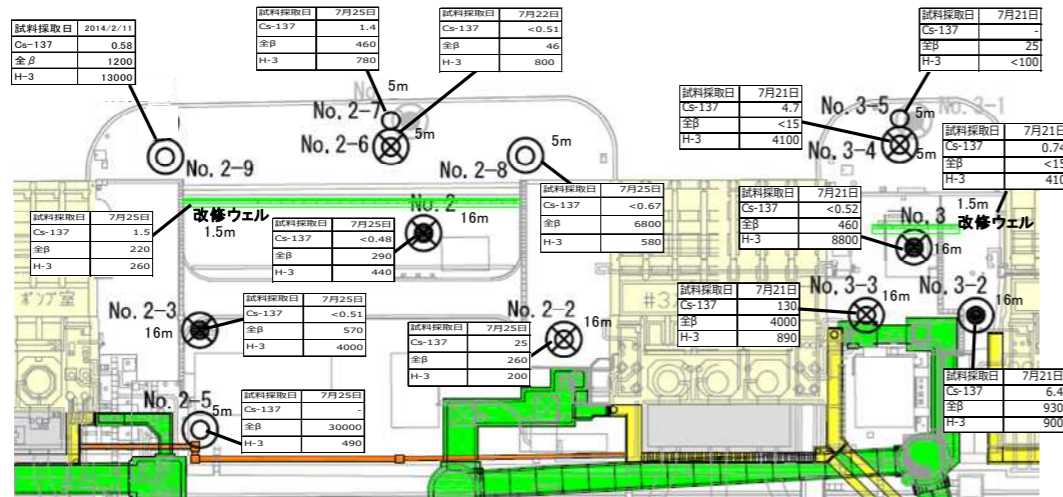 試料採取日 2014/2/11
Cs-137 0.58
全β 1200
H-3 13000
試料採取日 7月25日
Cs-137 1.4
全β 460
H-3 780
試料採取日 7月22日
Cs-137 <0.51
全β 46
H-3 800
試料採取日 7月21日
Cs-137 -
全β 25
H-3 <100
No. 2-7 5m
No. 2-6 5m
No. 2-9
No. 2-8 5m
試料採取日 7月21日
Cs-137 4.7
全β <15
H-3 4100
No. 3-5 5m
No. 3-1
No. 3-4 5m
試料採取日 7月21日
Cs-137 0.74
全β <15
H-3 410
試料採取日 7月25日
Cs-137 1.5
全β 220
H-3 260
改修ウェル
1.5m
試料採取日 7月25日
Cs-137 <0.48
全β 290
H-3 440
No. 2
16m
試料採取日 7月25日
Cs-137 <0.67
全β 6800
H-3 580
試料採取日 7月21日
Cs-137 <0.52
全β 460
H-3 8800
1.5m
改修ウェル
No. 3
16m
ポンプ室
No. 2-3
16m
試料採取日 7月25日
Cs-137 <0.51
全β 570
H-3 4000
No. 2-2
16m
試料採取日 7月25日
Cs-137 25
全β 260
H-3 200
#3
試料採取日 7月21日
Cs-137 130
全β 4000
H-3 890
No. 3-3
16m
No. 3-2
16m
試料採取日 7月21日
Cs-137 6.4
全β 930
H-3 900
No. 2-5
5m
試料採取日 7月25日
Cs-137 -
全β 30000
H-3 490